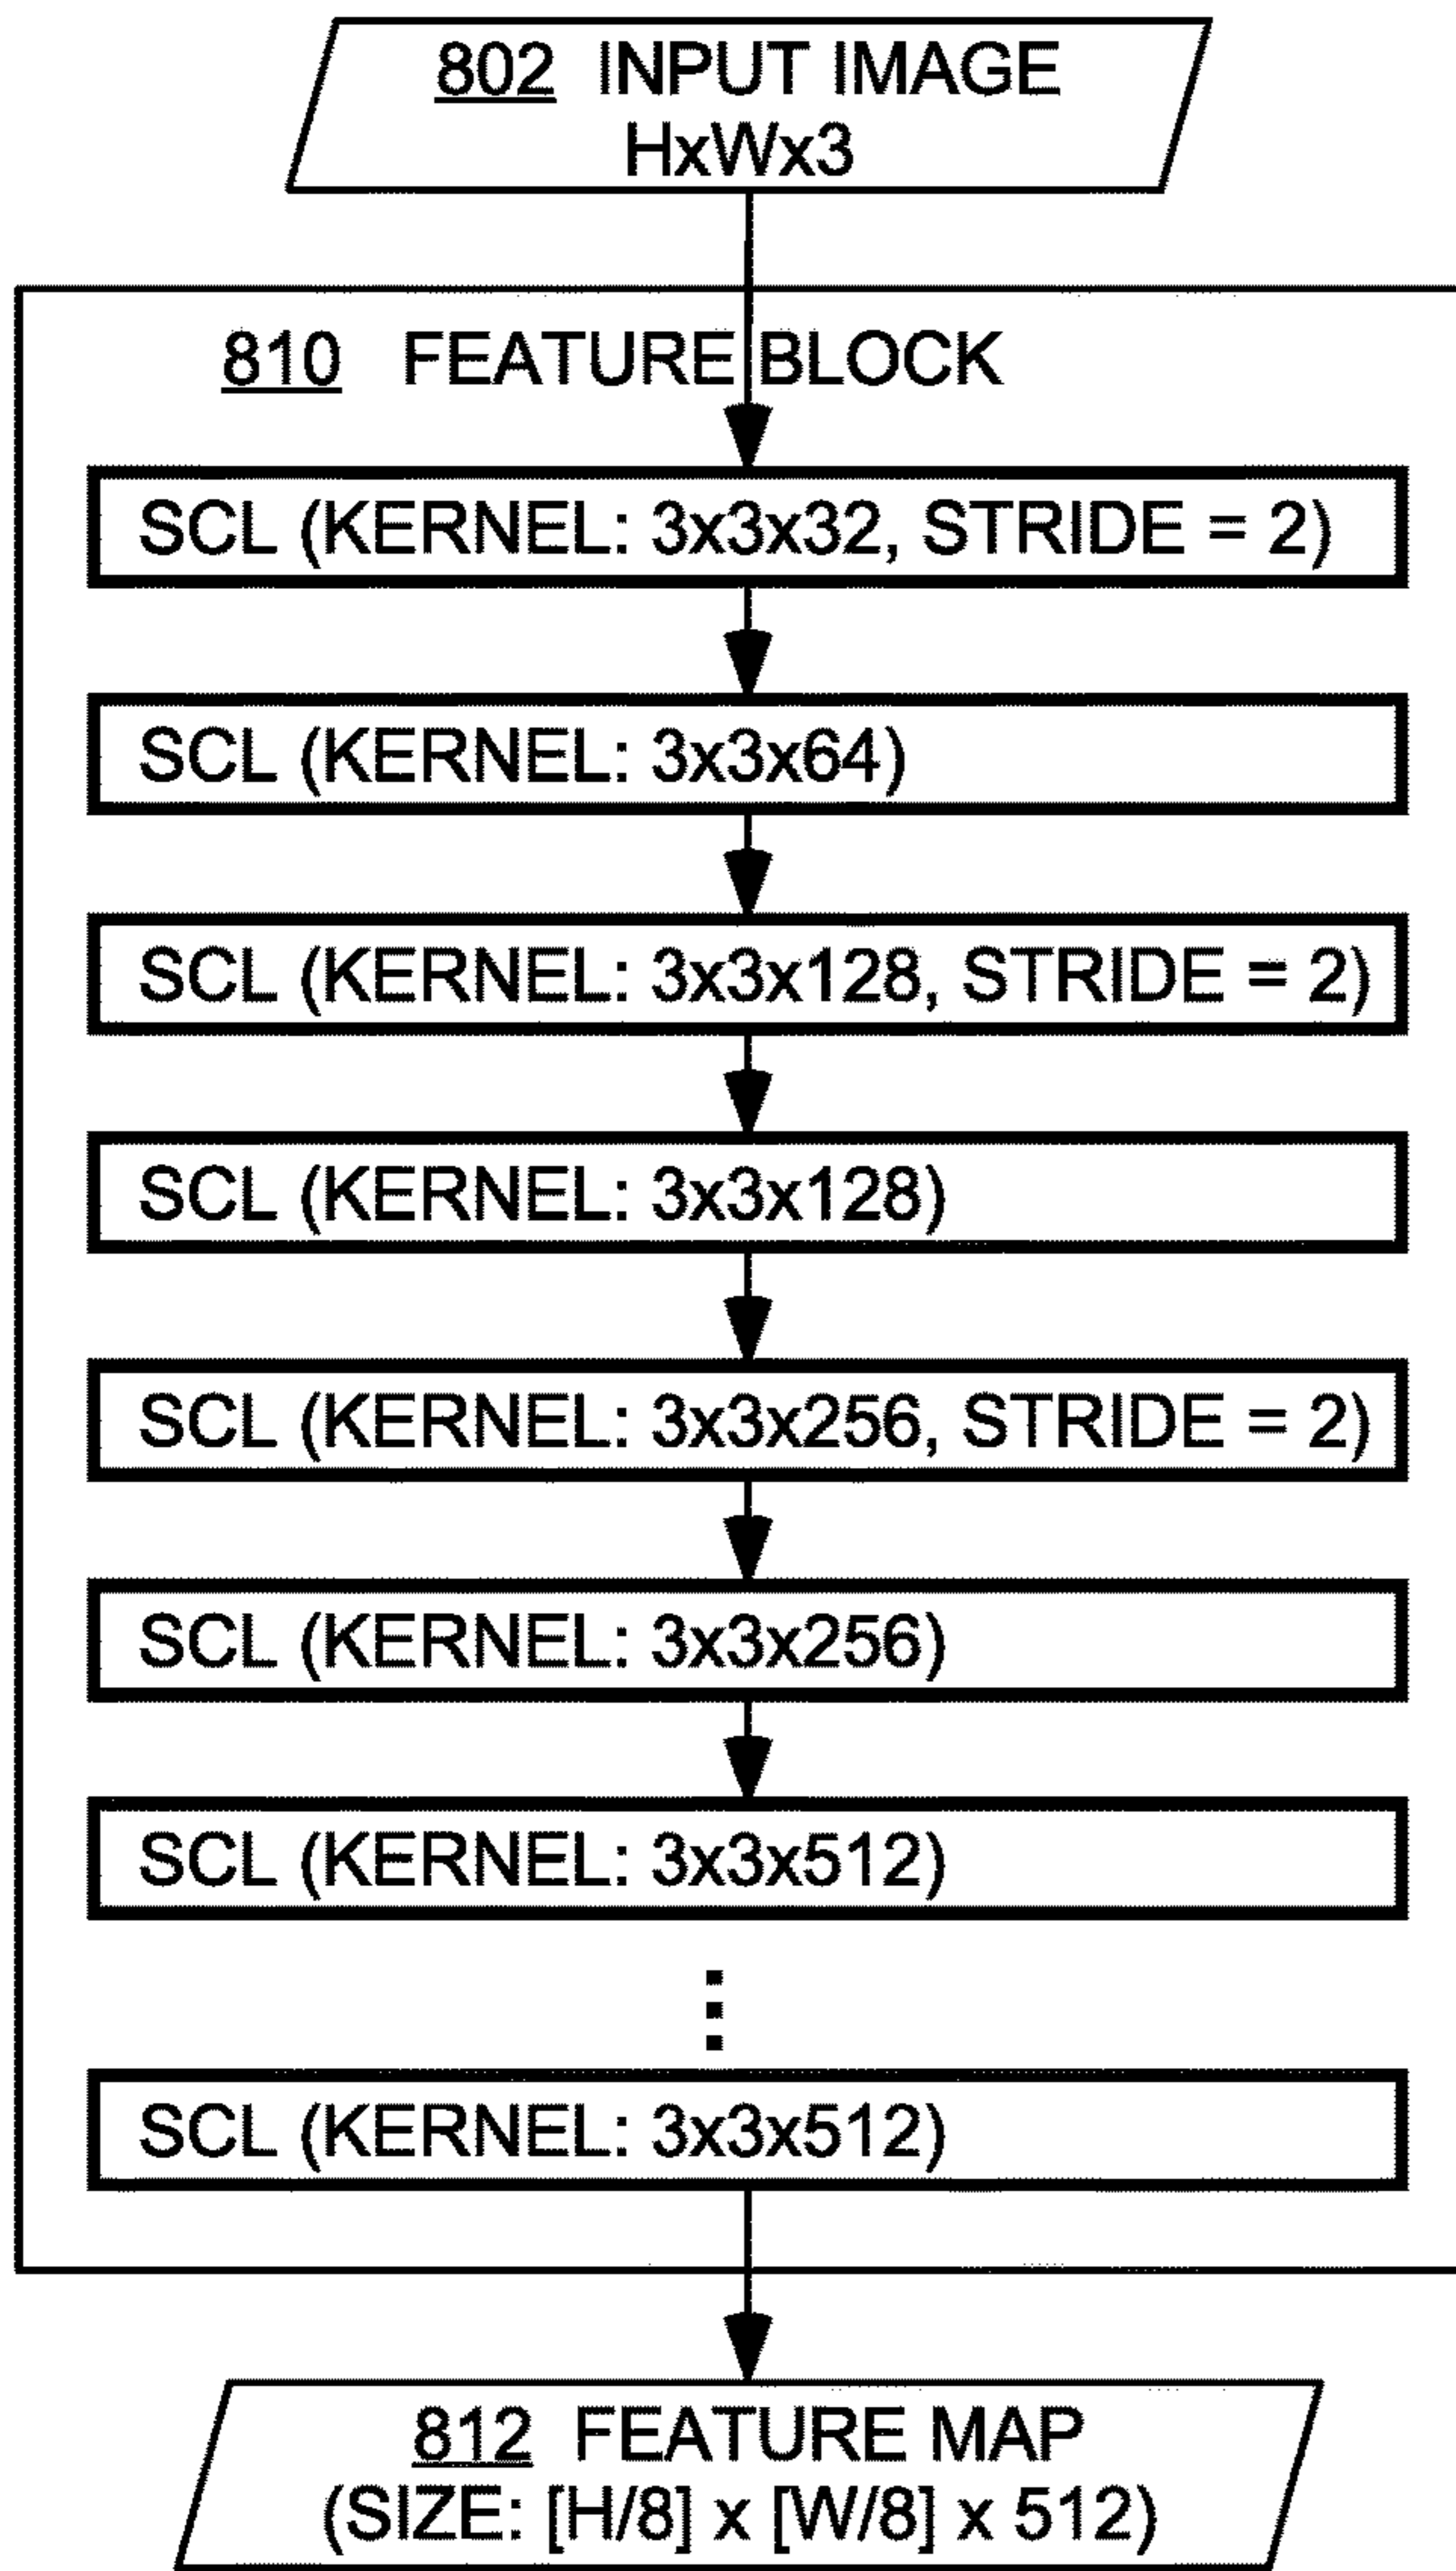 802 INPUT IMAGE
HxWx3
810 FEATURE BLOCK
SCL (KERNEL: 3x3x32, STRIDE = 2)
SCL (KERNEL: 3x3x64)
SCL (KERNEL: 3x3x128, STRIDE = 2)
SCL (KERNEL: 3x3x128)
SCL (KERNEL: 3x3x256, STRIDE = 2)
SCL (KERNEL: 3x3x256)
SCL (KERNEL: 3x3x512)
⋮
SCL (KERNEL: 3x3x512)
812 FEATURE MAP
(SIZE: [H/8] x [W/8] x 512)